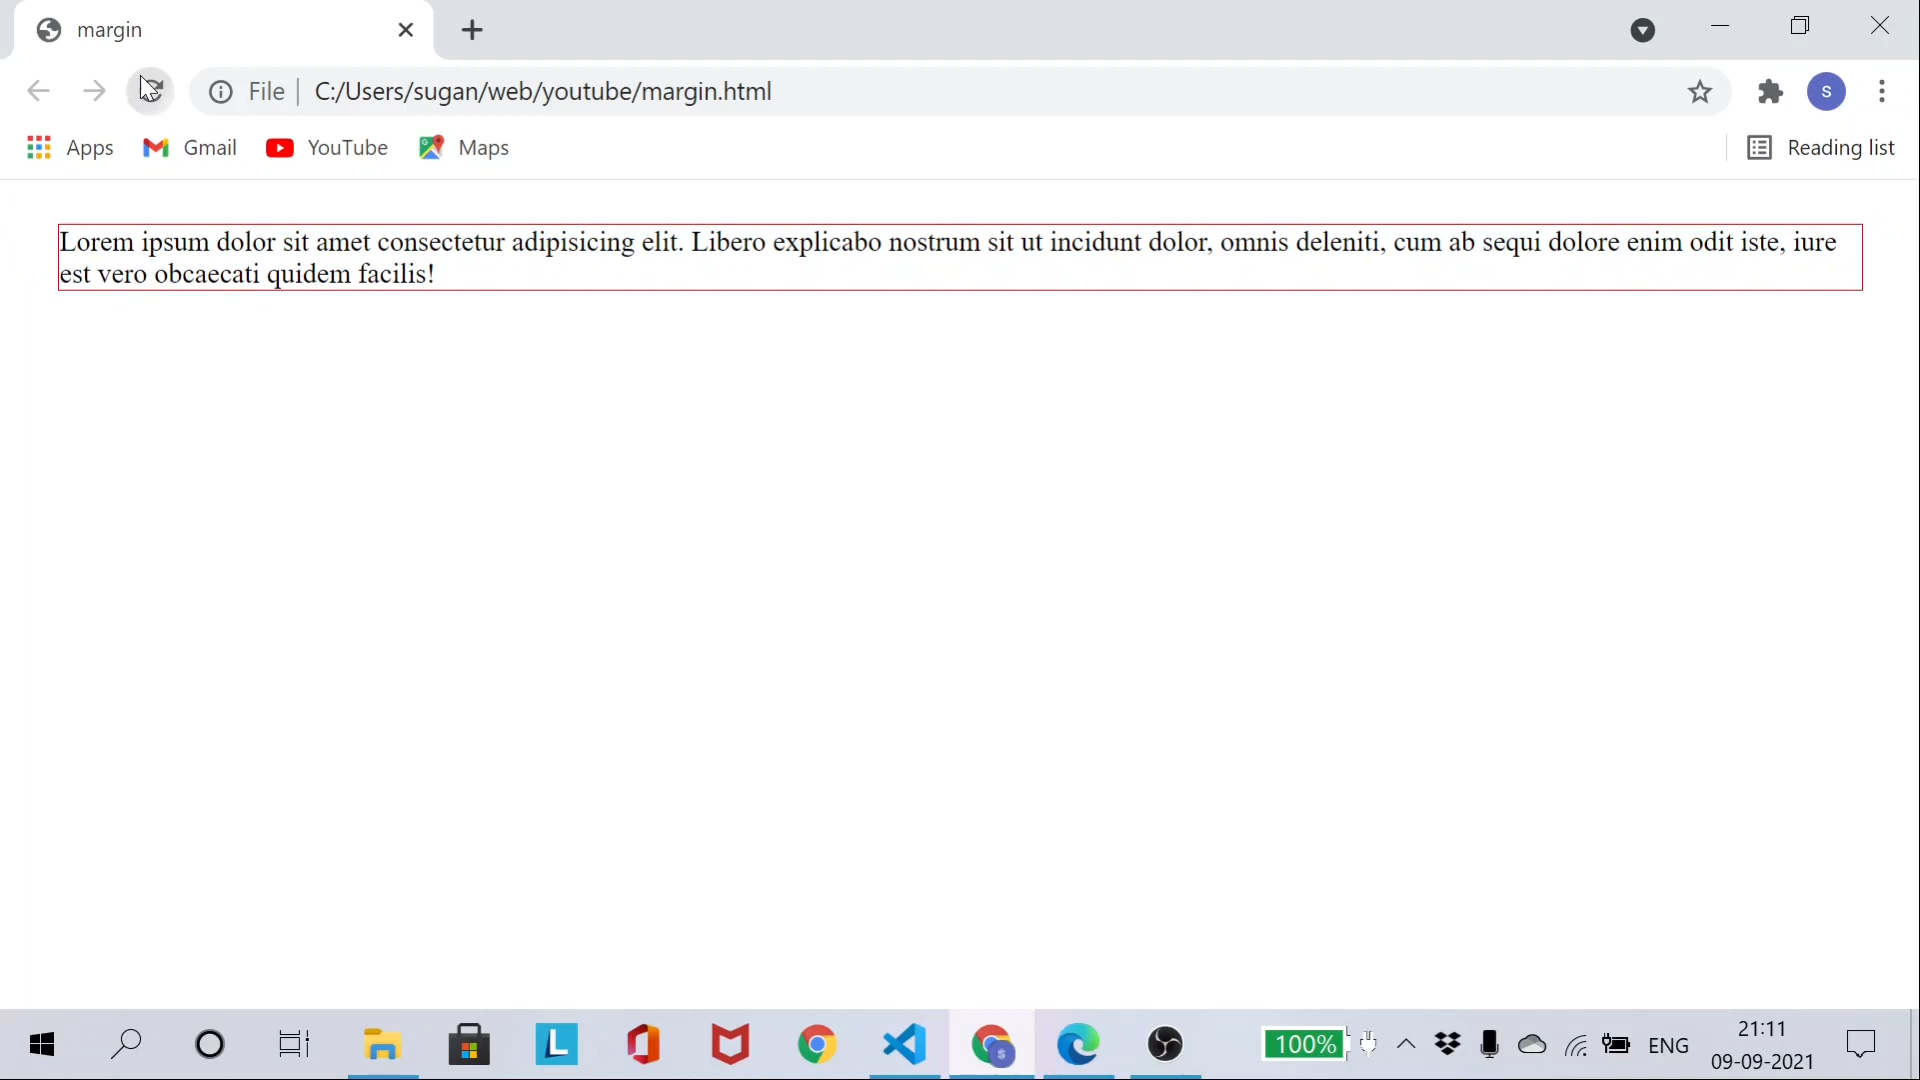 margin
File
C:/Users/sugan/web/youtube/margin.html
S
Apps
Gmail
YouTube
Maps
Reading list
Lorem ipsum dolor sit amet consectetur adipisicing elit. Libero explicabo nostrum sit ut incidunt dolor, omnis deleniti, cum ab sequi dolore enim odit iste, iure
est vero obcaecati quidem facilis!
L
S
100%
ENG
21:11
09-09-2021